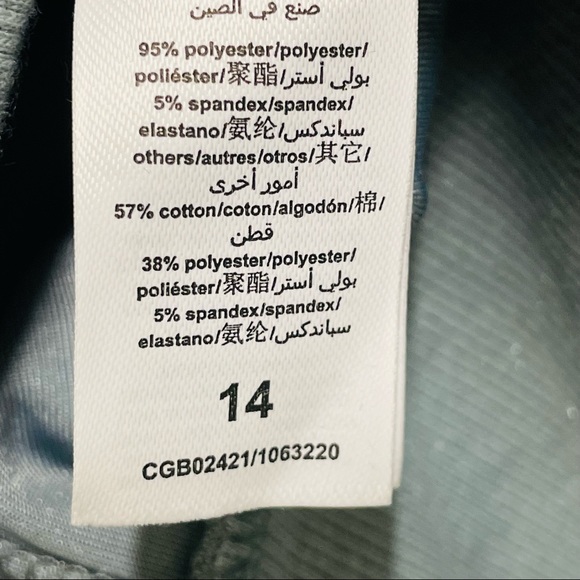 صنع في الصين
95% polyester/polyester/
poliéster/聚酯/بولي أستر
5% spandex/spandex/
elastano/氨纶/سباندكس
others/autres/otros/其它/
أمور أخرى
57% cotton/coton/algodón/棉/
قطن
38% polyester/polyester/
poliéster/聚酯/بولي أستر
5% spandex/spandex/
elastano/氨纶/سباندكس
14
CGB02421/1063220